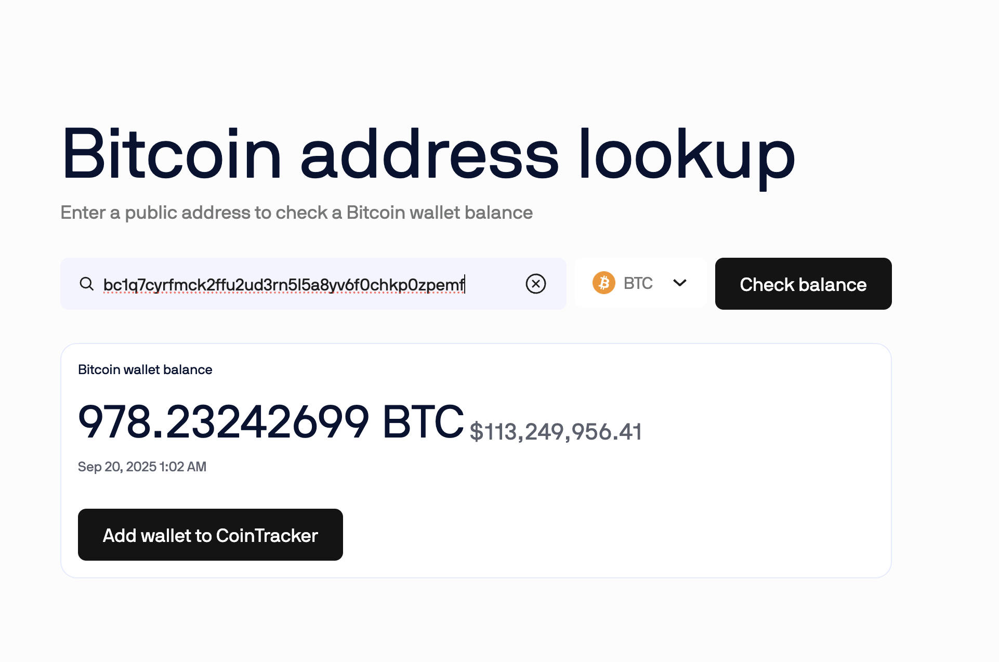 Bitcoin address lookup
Enter a public address to check a Bitcoin wallet balance
bc1q7cyrfmck2ffu2ud3rn5l5a8yv6f0chkp0zpemf
BTC
Check balance
Bitcoin wallet balance
978.23242699 BTC $113,249,956.41
Sep 20, 2025 1:02 AM
Add wallet to CoinTracker